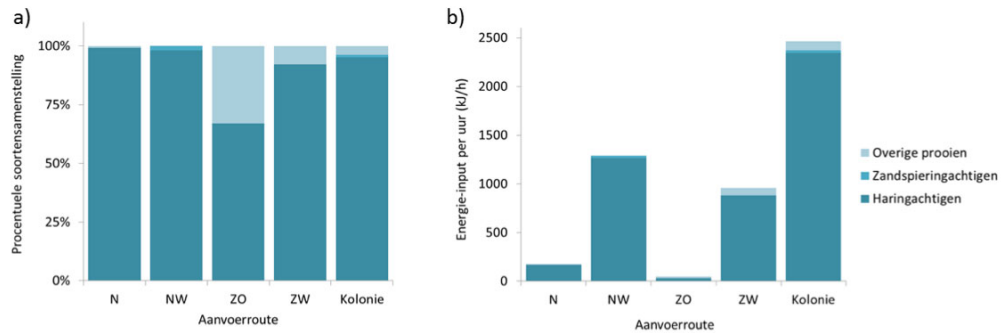 a)
Procentuele soortensamenstelling
100%
75%
50%
25%
0%
N NW ZO ZW Kolonie
Aanvoerroute
b)
Energie-input per uur (kJ/h)
2500
2000
1500
1000
500
0
N NW ZO ZW Kolonie
Aanvoerroute
Overige prooien
Zandspieringachtigen
Haringachtigen